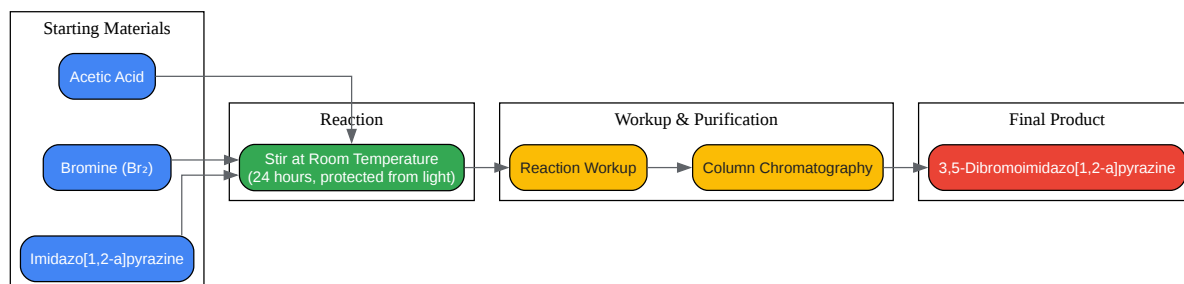 Starting Materials
Acetic Acid
Bromine (Br₂)
Imidazo[1,2-a]pyrazine
Reaction
Stir at Room Temperature
(24 hours, protected from light)
Workup & Purification
Reaction Workup
Column Chromatography
Final Product
3,5-Dibromoimidazo[1,2-a]pyrazine